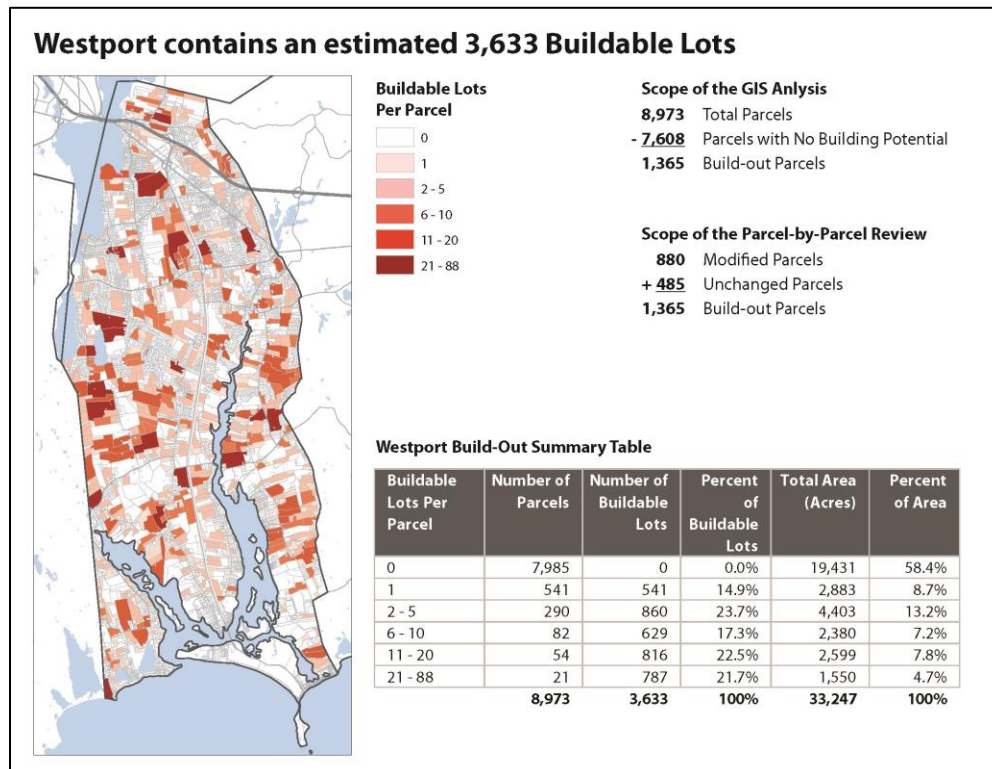 Westport contains an estimated 3,633 Buildable Lots
Buildable Lots
Per Parcel
0
1
2 - 5
6 - 10
11 - 20
21 - 88
Scope of the GIS Anlysis
8,973 Total Parcels
- 7,608 Parcels with No Building Potential
1,365 Build-out Parcels
Scope of the Parcel-by-Parcel Review
880 Modified Parcels
+ 485 Unchanged Parcels
1,365 Build-out Parcels
Westport Build-Out Summary Table
Buildable Lots Per Parcel Number of Parcels Number of Buildable Lots Percent of Buildable Lots Total Area (Acres) Percent of Area
0 7,985 0 0.0% 19,431 58.4%
1 541 541 14.9% 2,883 8.7%
2 - 5 290 860 23.7% 4,403 13.2%
6 - 10 82 629 17.3% 2,380 7.2%
11 - 20 54 816 22.5% 2,599 7.8%
21 - 88 21 787 21.7% 1,550 4.7%
8,973 3,633 100% 33,247 100%